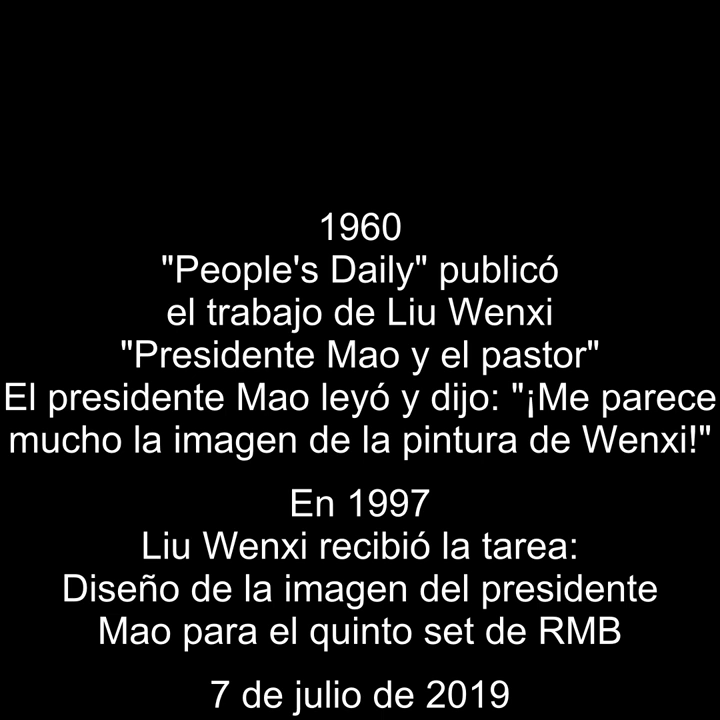 1960
"People's Daily" publicó
el trabajo de Liu Wenxi
"Presidente Mao y el pastor"
El presidente Mao leyó y dijo: "¡Me parece
mucho la imagen de la pintura de Wenxi!"
En 1997
Liu Wenxi recibió la tarea:
Diseño de la imagen del presidente
Mao para el quinto set de RMB
7 de julio de 2019